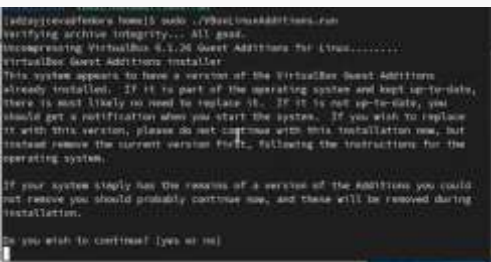 home]$ sudo ./VBoxLinuxAdditions.run
Verifying archive integrity... All good.
Uncompressing VirtualBox 6.1.26 Guest Additions for Linux........
VirtualBox Guest Additions installer
This system appears to have a version of the VirtualBox Guest Additions
already installed.  If it is part of the operating system and kept up-to-date,
there is most likely no need to replace it.  If it is not up-to-date, you
should get a notification when you start the system.  If you wish to replace
it with this version, please do not continue with this installation now, but
instead remove the current version first, following the instructions for the
operating system.
If your system simply has the remains of a version of the Additions you could
not remove you should probably continue now, and these will be removed during
installation.
Do you wish to continue? [yes or no]